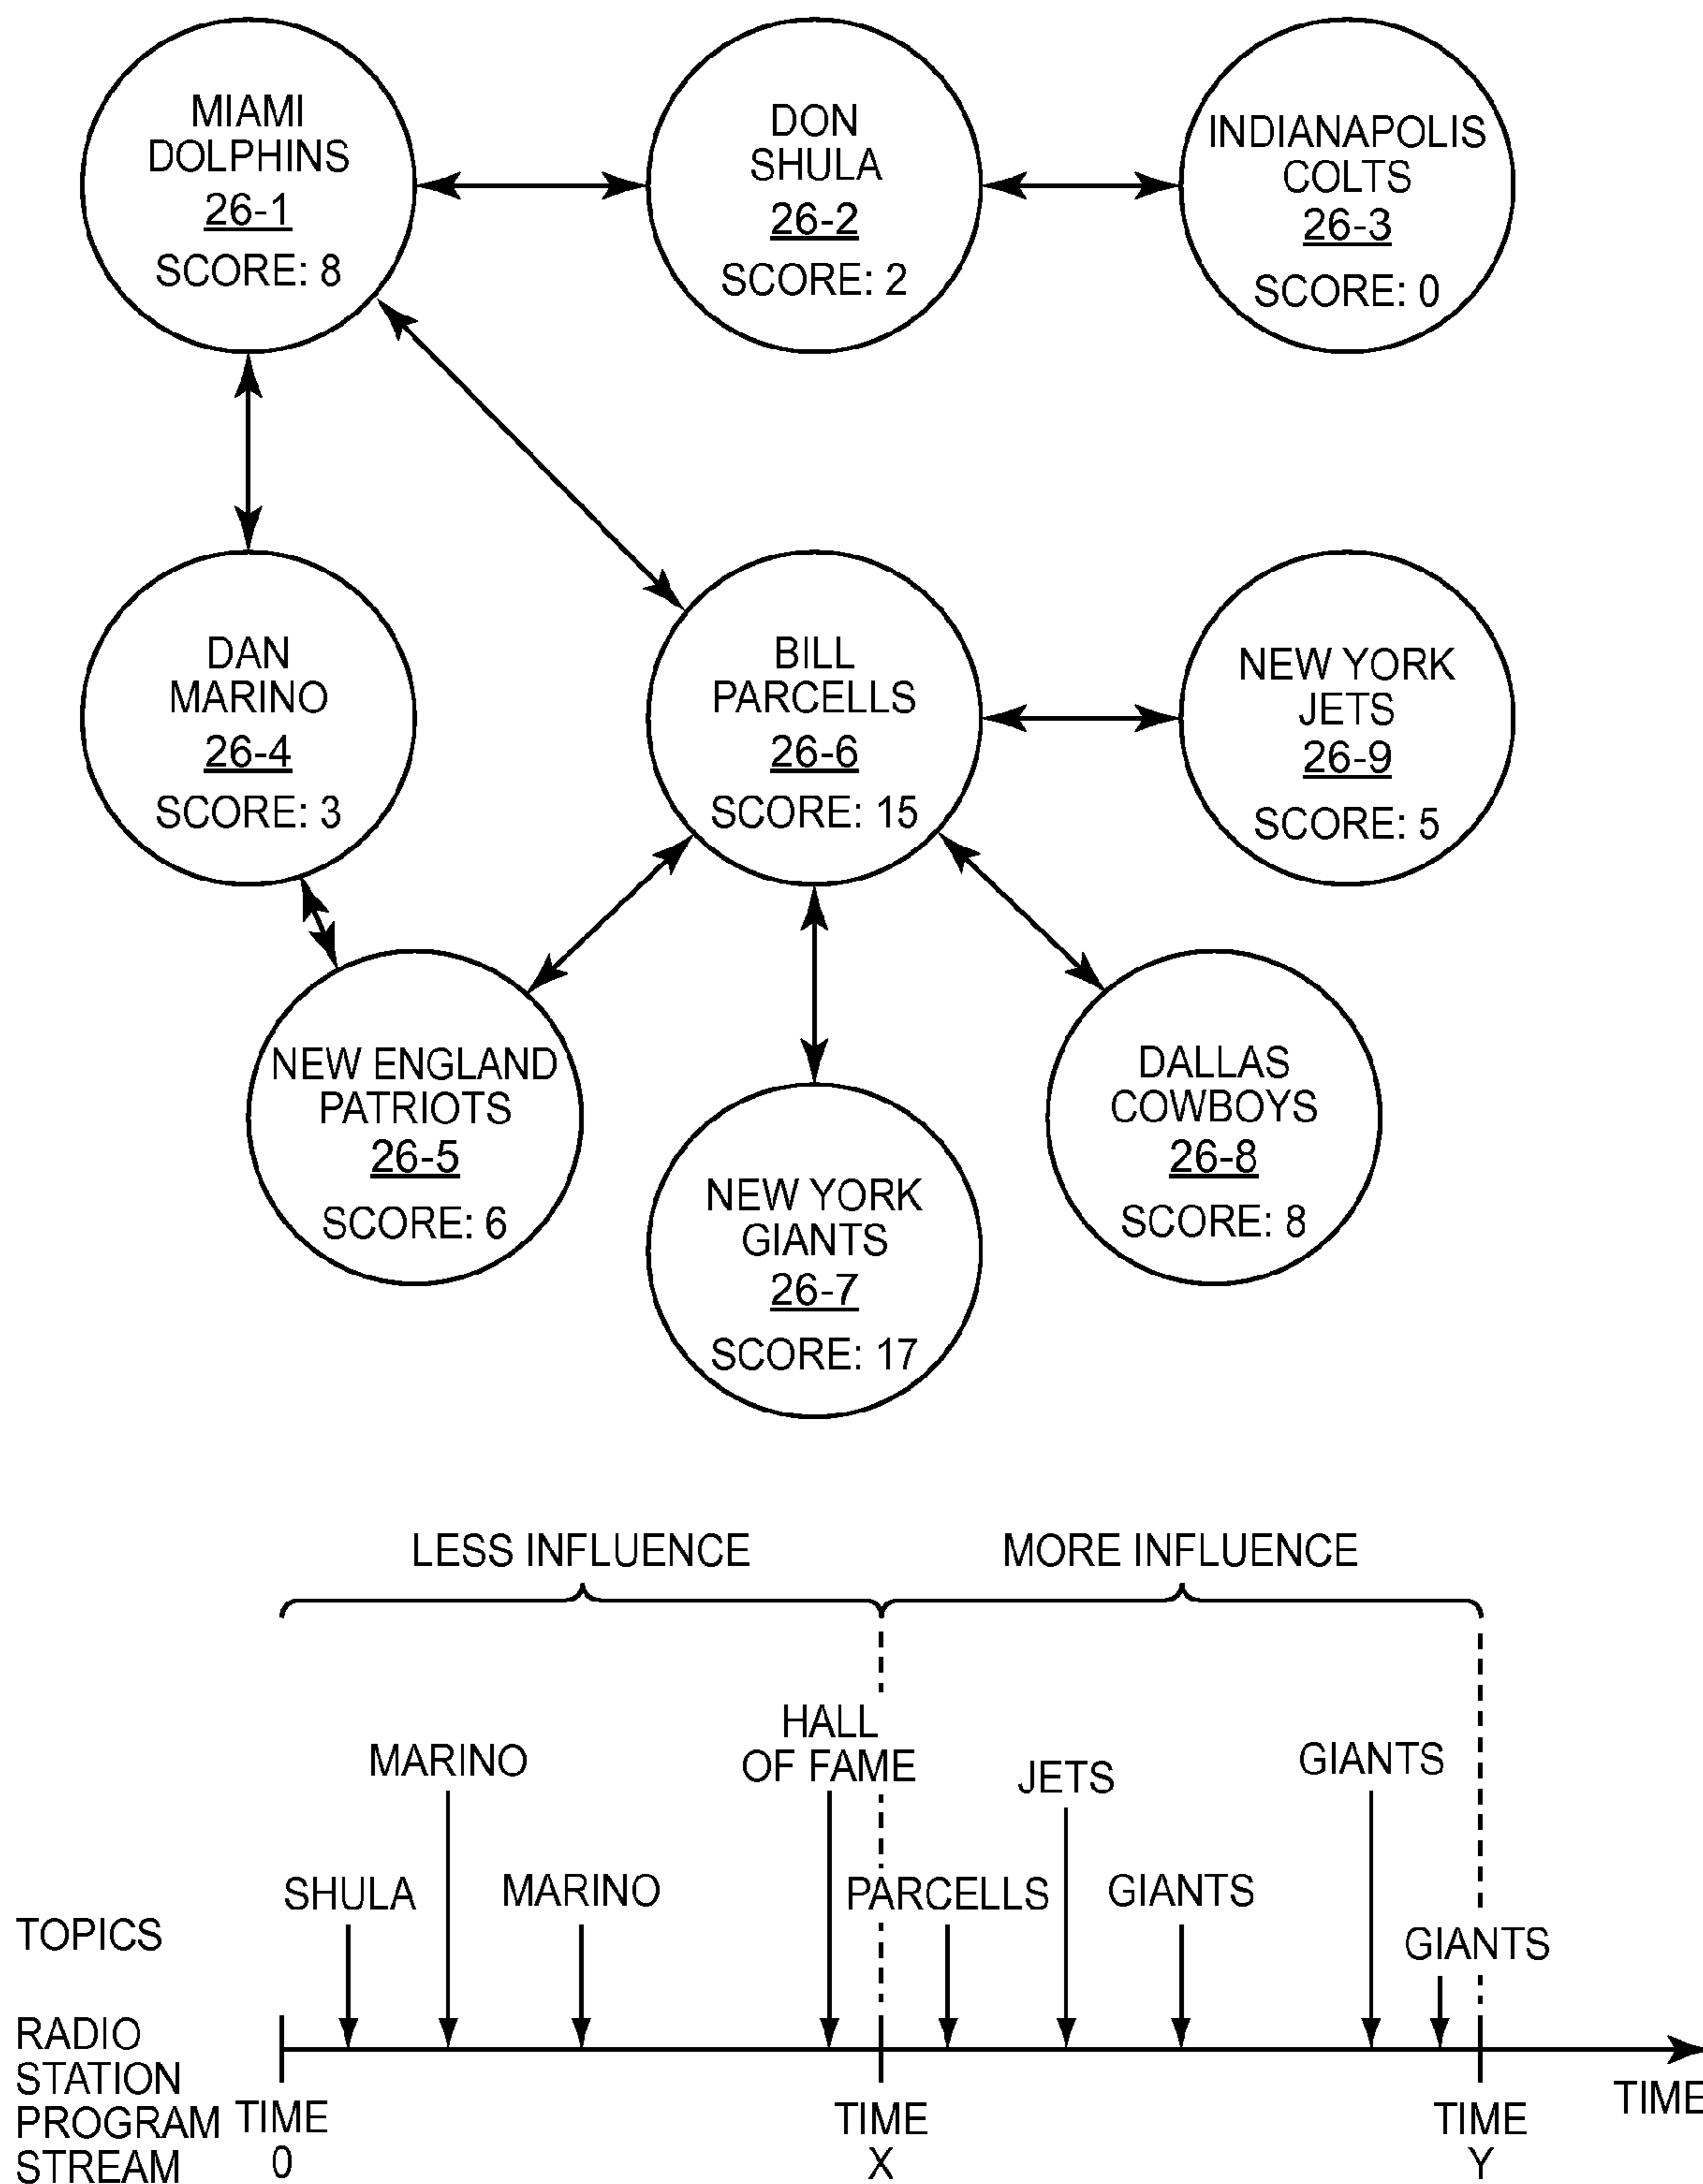 MIAMI
DOLPHINS
26-1
SCORE: 8
DON
SHULA
26-2
SCORE: 2
INDIANAPOLIS
COLTS
26-3
SCORE: 0
DAN
MARINO
26-4
SCORE: 3
BILL
PARCELLS
26-6
SCORE: 15
NEW YORK
JETS
26-9
SCORE: 5
NEW ENGLAND
PATRIOTS
26-5
SCORE: 6
NEW YORK
GIANTS
26-7
SCORE: 17
DALLAS
COWBOYS
26-8
SCORE: 8
LESS INFLUENCE
MORE INFLUENCE
TOPICS
SHULA
MARINO
MARINO
HALL
OF FAME
PARCELLS
JETS
GIANTS
GIANTS
GIANTS
RADIO
STATION
PROGRAM
STREAM
TIME
0
TIME
X
TIME
Y
TIME